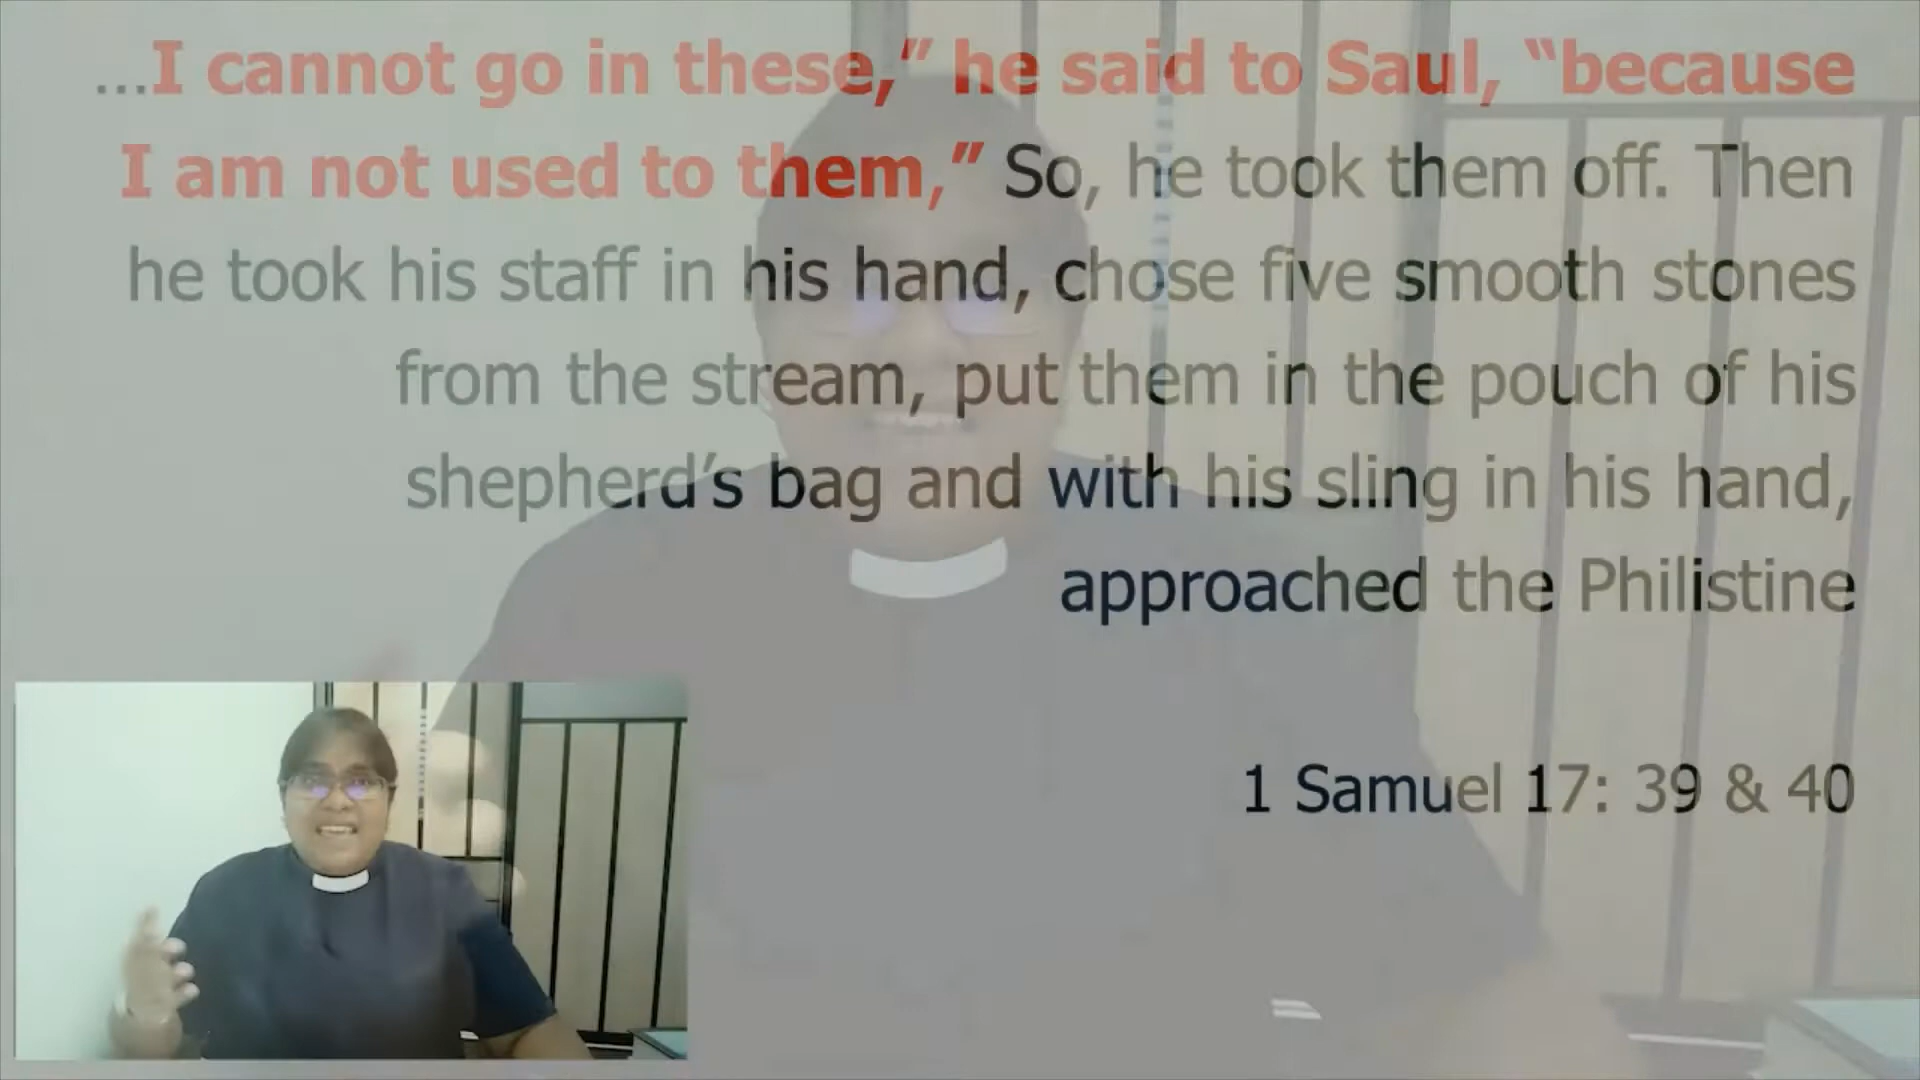 ...I cannot go in these,” he said to Saul, “because
I am not used to them,” So, he took them off. Then
he took his staff in his hand, chose five smooth stones
from the stream, put them in the pouch of his
shepherd’s bag and with his sling in his hand,
approached the Philistine
1 Samuel 17: 39 & 40